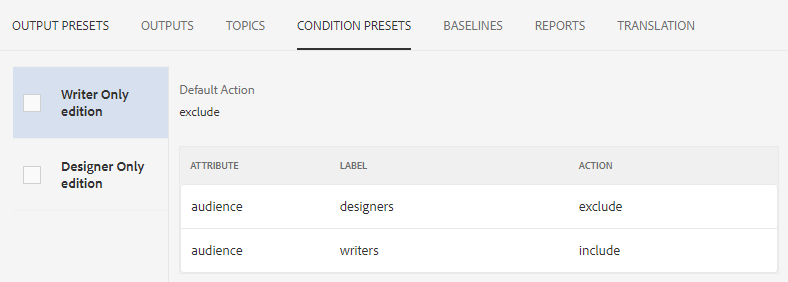 OUTPUT PRESETS OUTPUTS TOPICS CONDITION PRESETS BASELINES REPORTS TRANSLATION
Writer Only
edition
Designer Only
edition
Default Action
exclude
ATTRIBUTE LABEL ACTION
audience designers exclude
audience writers include